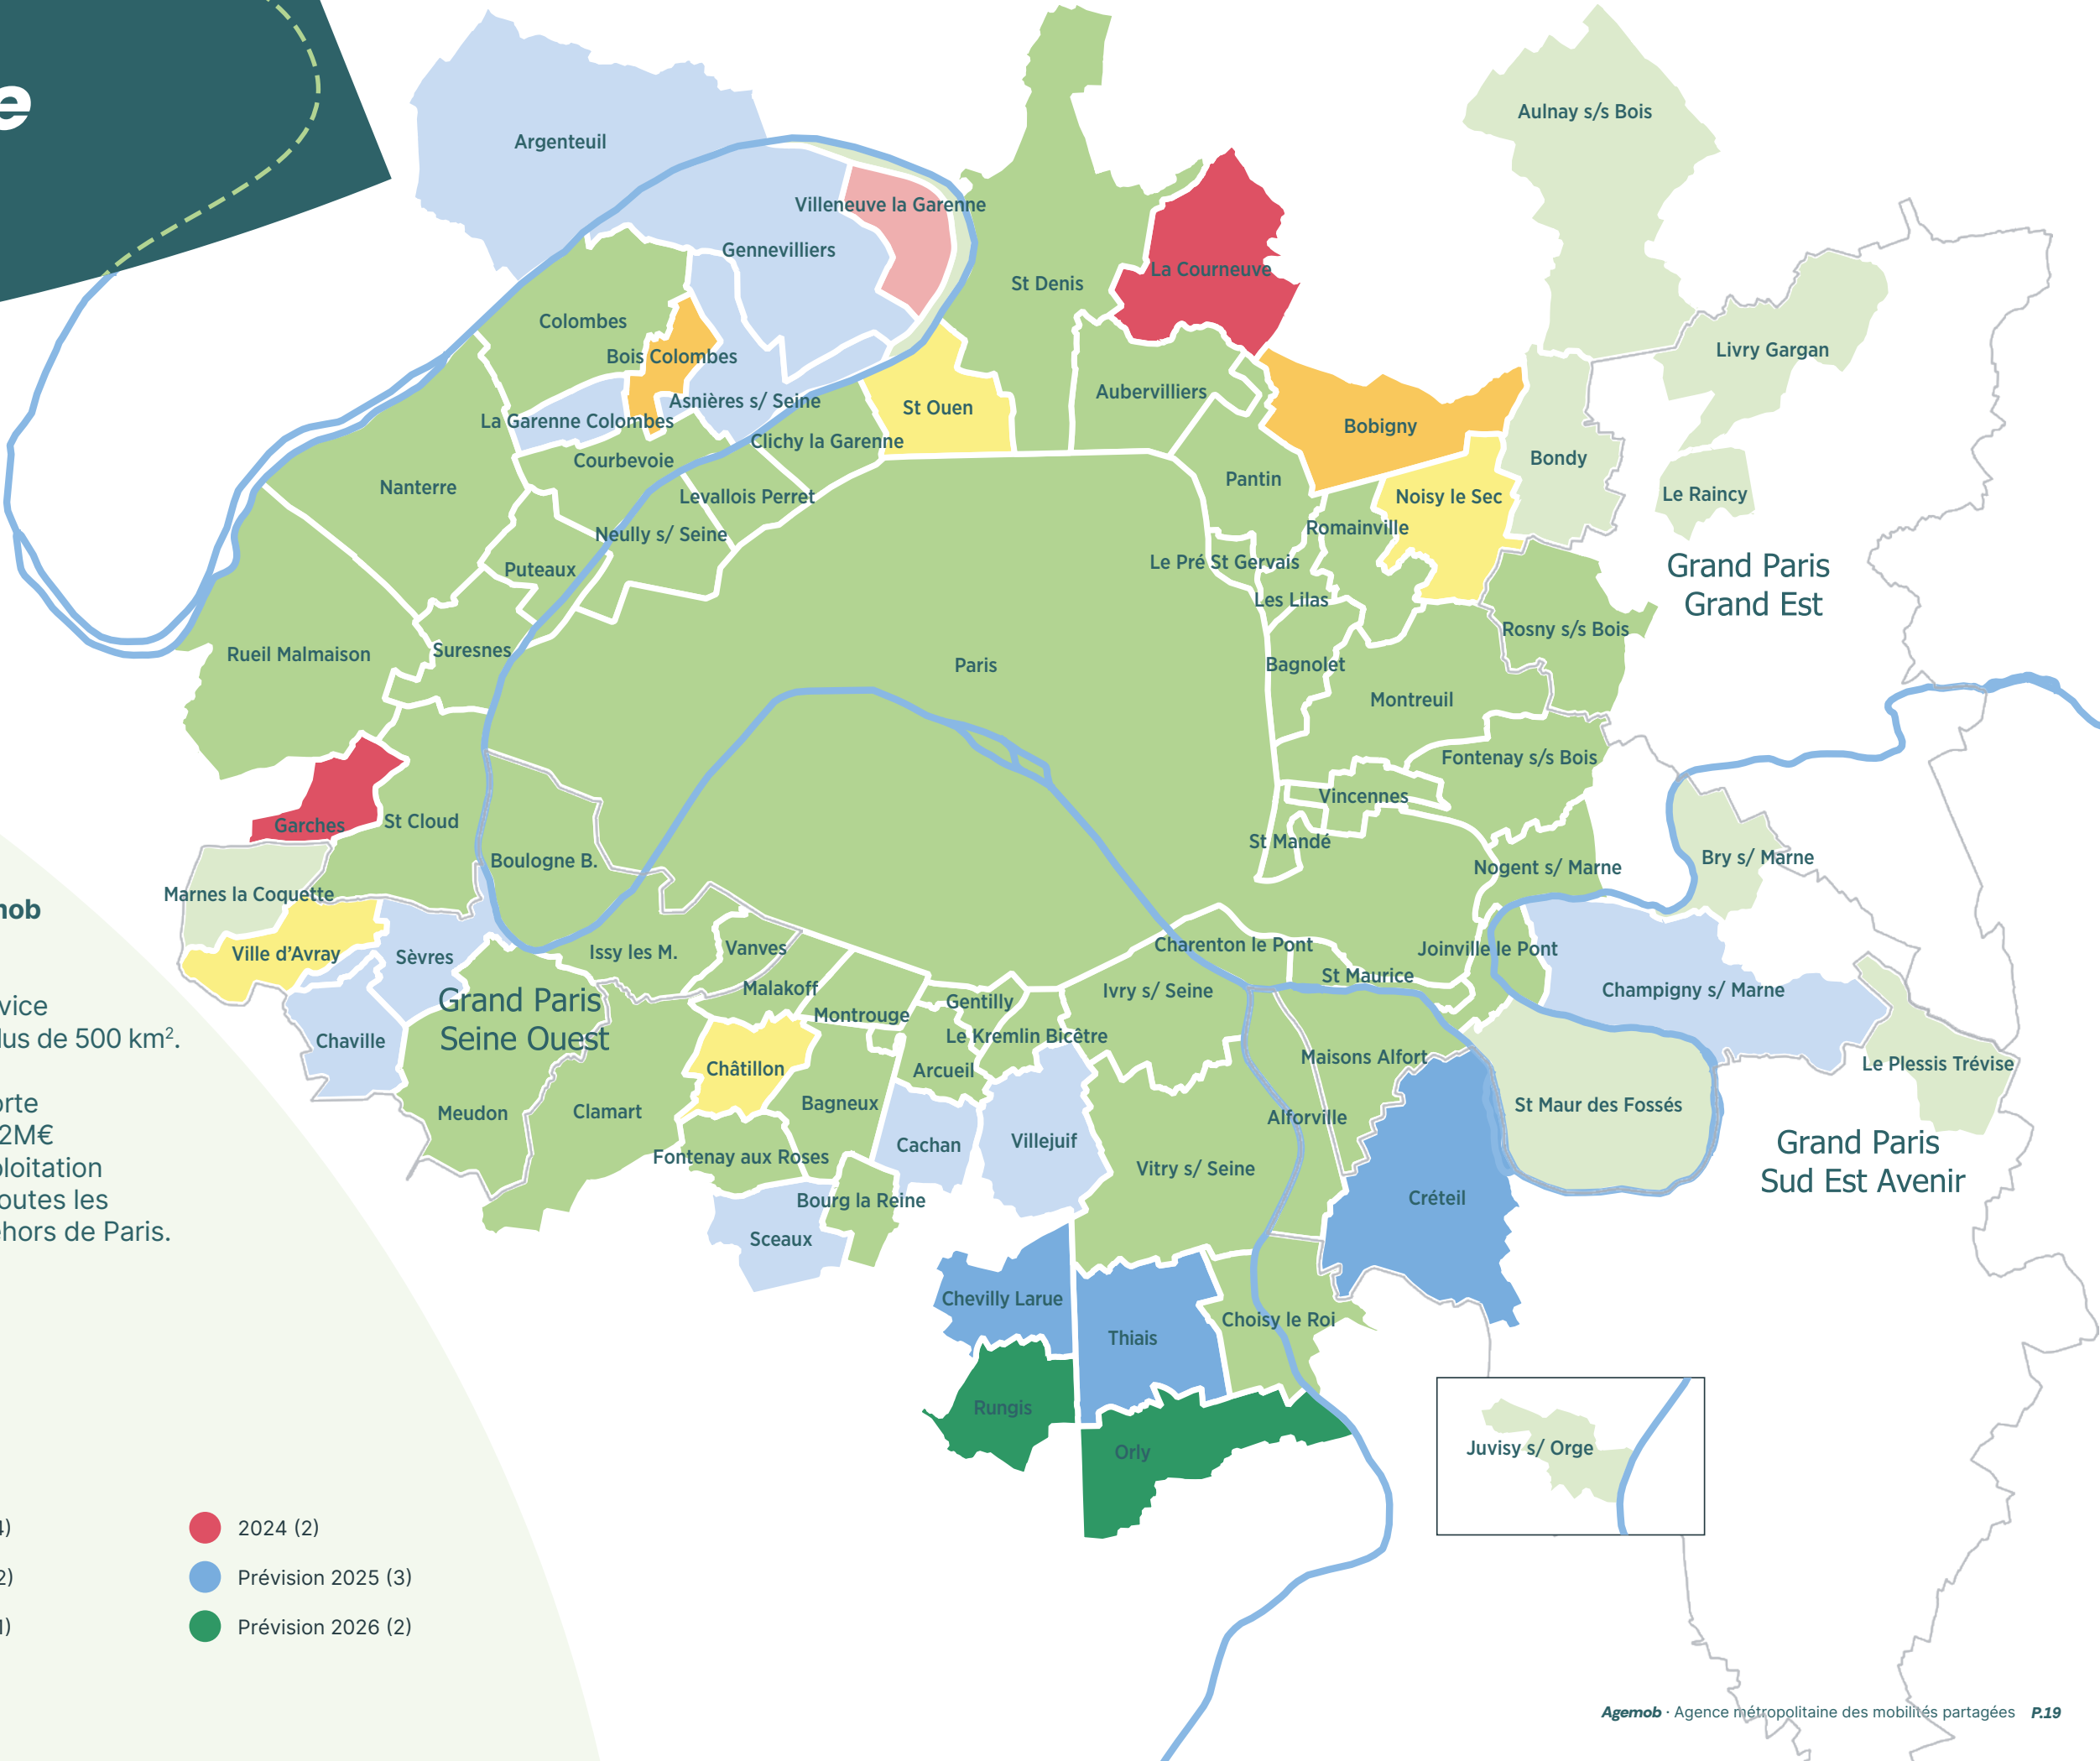 e
Argenteuil
Aulnay s/s Bois
Villeneuve la Garenne
Gennevilliers
La Courneuve
St Denis
Colombes
Livry Gargan
Bois Colombes
Aubervilliers
Asnières s/ Seine
St Ouen
La Garenne Colombes
Bobigny
Clichy la Garenne
Courbevoie
Bondy
Pantin
Nanterre
Le Raincy
Levallois Perret
Noisy le Sec
Romainville
Neully s/ Seine
Le Pré St Gervais
Puteaux
Grand Paris
Grand Est
Les Lilas
Rosny s/s Bois
Suresnes
Rueil Malmaison
Paris
Bagnolet
Montreuil
Fontenay s/s Bois
Vincennes
Garches
St Cloud
St Mandé
Boulogne B.
Bry s/ Marne
Nogent s/ Marne
Marnes la Coquette
Charenton le Pont
Vanves
Joinville le Pont
Issy les M.
Ville d'Avray
Sèvres
St Maurice
Malakoff
Ivry s/ Seine
Champigny s/ Marne
Gentilly
Grand Paris
Seine Ouest
Montrouge
Le Kremlin Bicêtre
Chaville
Maisons Alfort
Le Plessis Trévise
Châtillon
Arcueil
Bagneux
St Maur des Fossés
Clamart
Meudon
Alforville
Villejuif
Cachan
Grand Paris
Sud Est Avenir
Fontenay aux Roses
Vitry s/ Seine
Créteil
Bourg la Reine
Sceaux
Chevilly Larue
Choisy le Roi
Thiais
Rungis
Orly
Juvisy s/ Orge
mob
vice
lus de 500 km².
orte
2M€
loitation
outes les
hors de Paris.
4)
2)
1)
2024 (2)
Prévision 2025 (3)
Prévision 2026 (2)
Agemob · Agence métropolitaine des mobilités partagées P.19